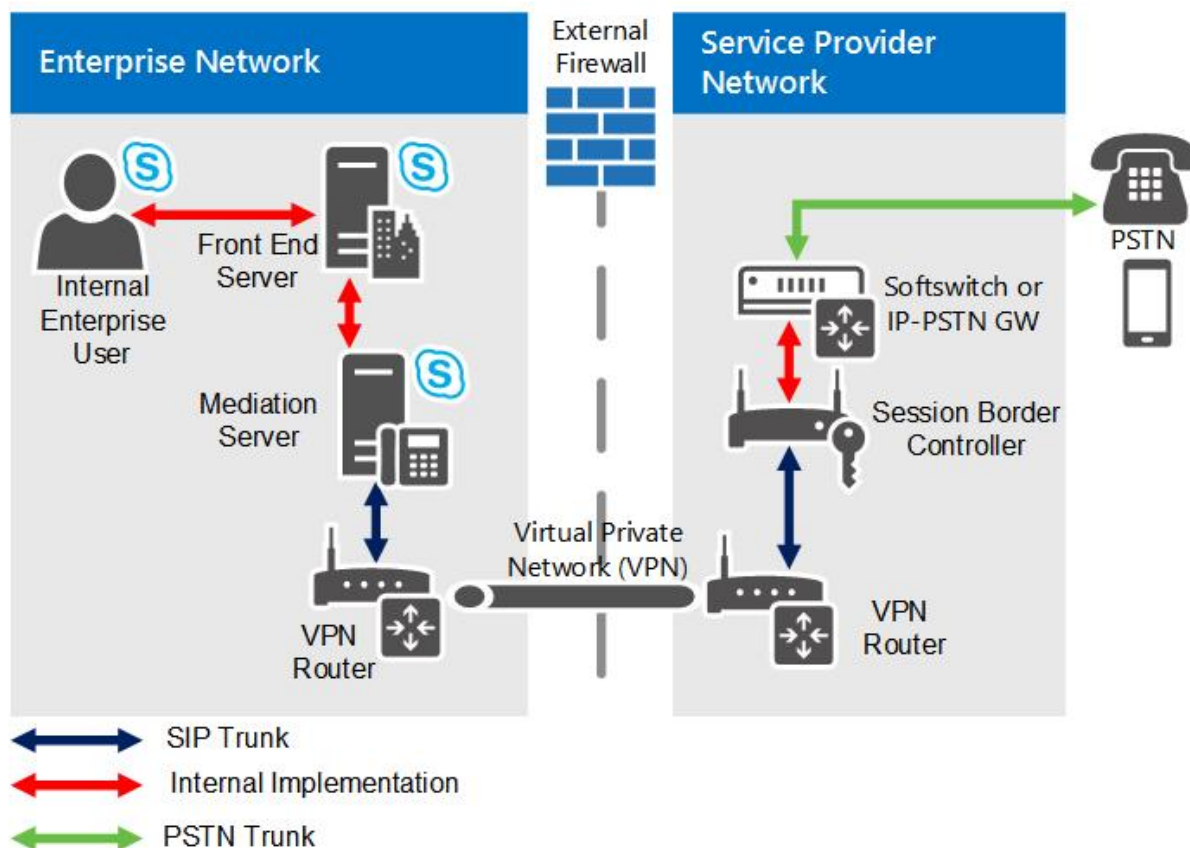 Enterprise Network
External
Firewall
Service Provider
Network
S
S
Front End
Server
Internal
Enterprise
User
PSTN
Softswitch or
IP-PSTN GW
S
Mediation
Server
Session Border
Controller
Virtual Private
Network (VPN)
VPN
Router
VPN
Router
SIP Trunk
Internal Implementation
PSTN Trunk